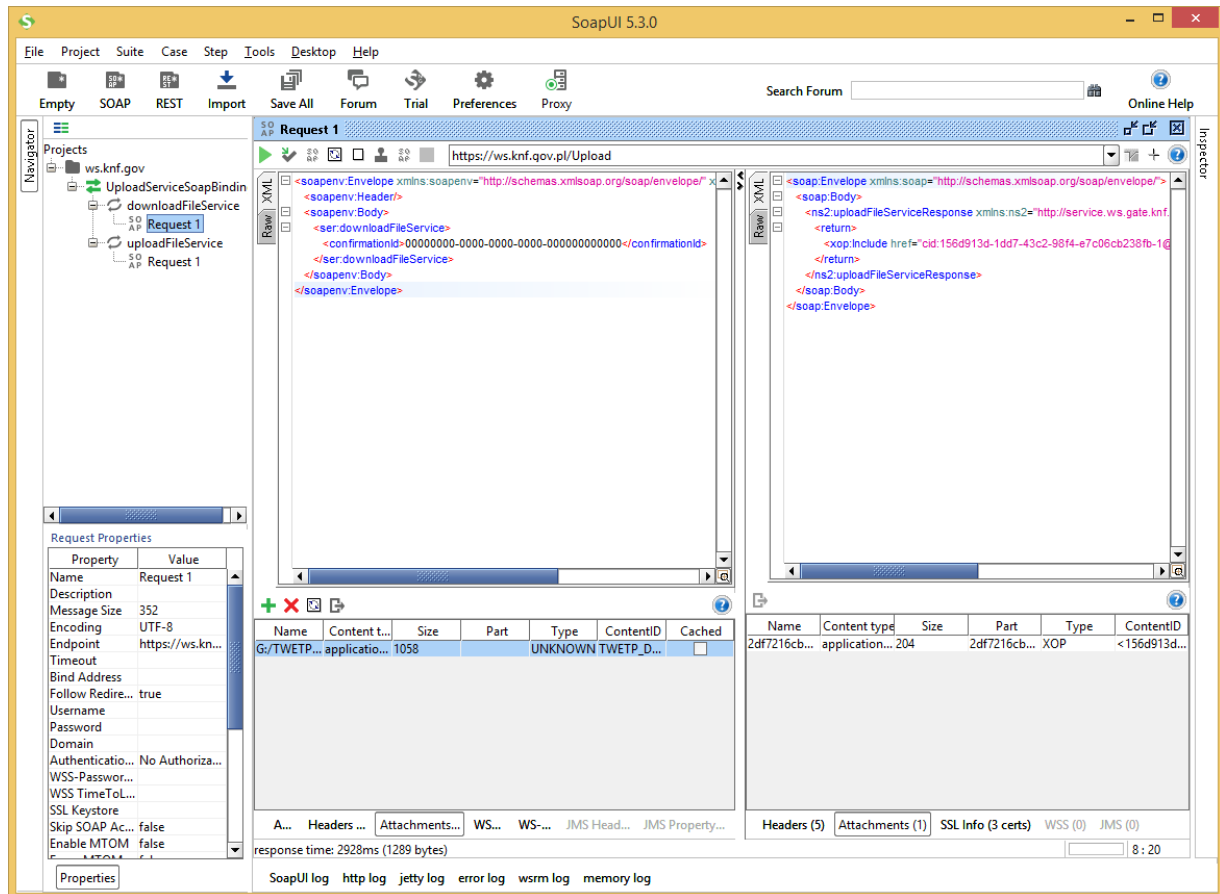 SoapUI 5.3.0
File Project Suite Case Step Tools Desktop Help
Empty SOAP REST Import Save All Forum Trial Preferences Proxy
Search Forum
Online Help
Navigator
Projects
ws.knf.gov
UploadServiceSoapBindin
downloadFileService
Request 1
uploadFileService
Request 1
Request Properties
Property Value
Name Request 1
Description
Message Size 352
Encoding UTF-8
Endpoint https://ws.kn...
Timeout
Bind Address
Follow Redire... true
Username
Password
Domain
Authenticatio... No Authoriza...
WSS-Passwor...
WSS TimeToL...
SSL Keystore
Skip SOAP Ac... false
Enable MTOM false
Properties
Request 1
https://ws.knf.gov.pl/Upload
XML
Raw
<soapenv:Envelope xmlns:soapenv="http://schemas.xmlsoap.org/soap/envelope/" x
<soapenv:Header/>
<soapenv:Body>
<ser:downloadFileService>
<confirmationId>00000000-0000-0000-0000-000000000000</confirmationId>
</ser:downloadFileService>
</soapenv:Body>
</soapenv:Envelope>
Name Content t... Size Part Type ContentID Cached
G:/TWETP... applicatio... 1058 UNKNOWN TWETP_D...
A... Headers ... Attachments... WS... WS-... JMS Head... JMS Property...
XML
Raw
<soap:Envelope xmlns:soap="http://schemas.xmlsoap.org/soap/envelope/">
<soap:Body>
<ns2:uploadFileServiceResponse xmlns:ns2="http://service.ws.gate.knf.
<return>
<xop:Include href="cid:156d913d-1dd7-43c2-98f4-e7c06cb238fb-1@
</return>
</ns2:uploadFileServiceResponse>
</soap:Body>
</soap:Envelope>
Name Content type Size Part Type ContentID
2df7216cb... application... 204 2df7216cb... XOP <156d913d...
Headers (5) Attachments (1) SSL Info (3 certs) WSS (0) JMS (0)
response time: 2928ms (1289 bytes)
8 : 20
Inspector
SoapUI log http log jetty log error log wsrm log memory log